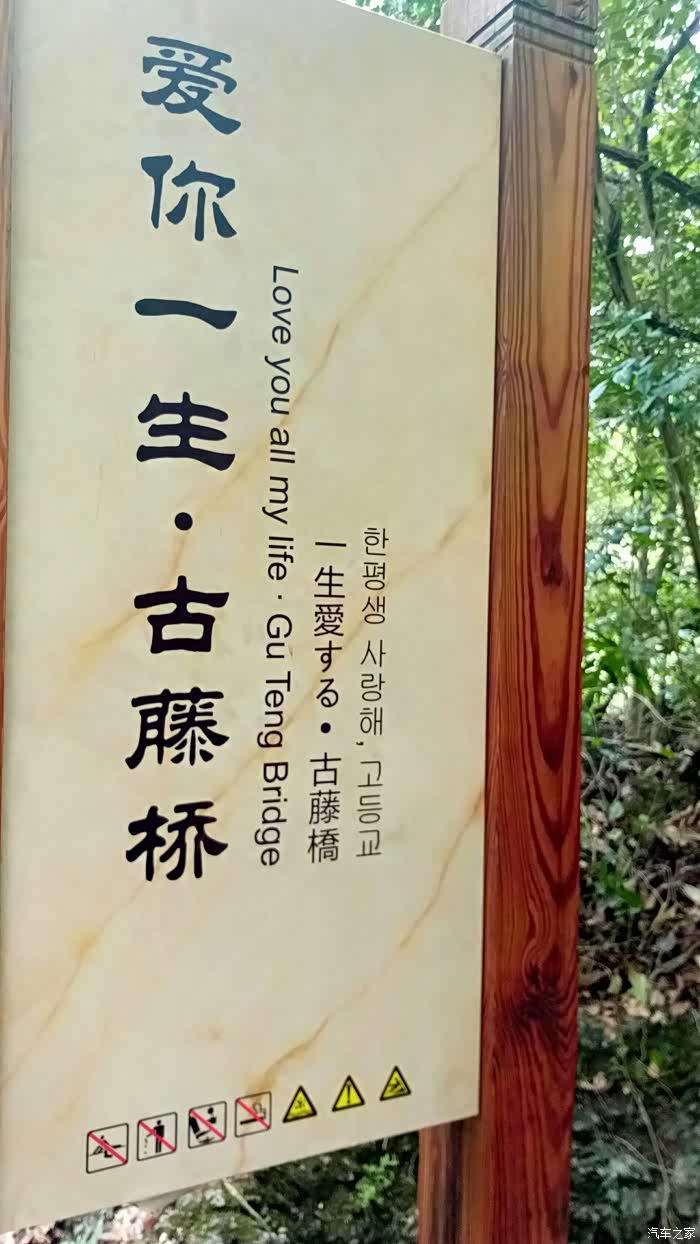 爱你一生·古藤桥
Love you all my life · Gu Teng Bridge
一生愛する·古藤橋
한평생 사랑해, 고등교
汽车之家